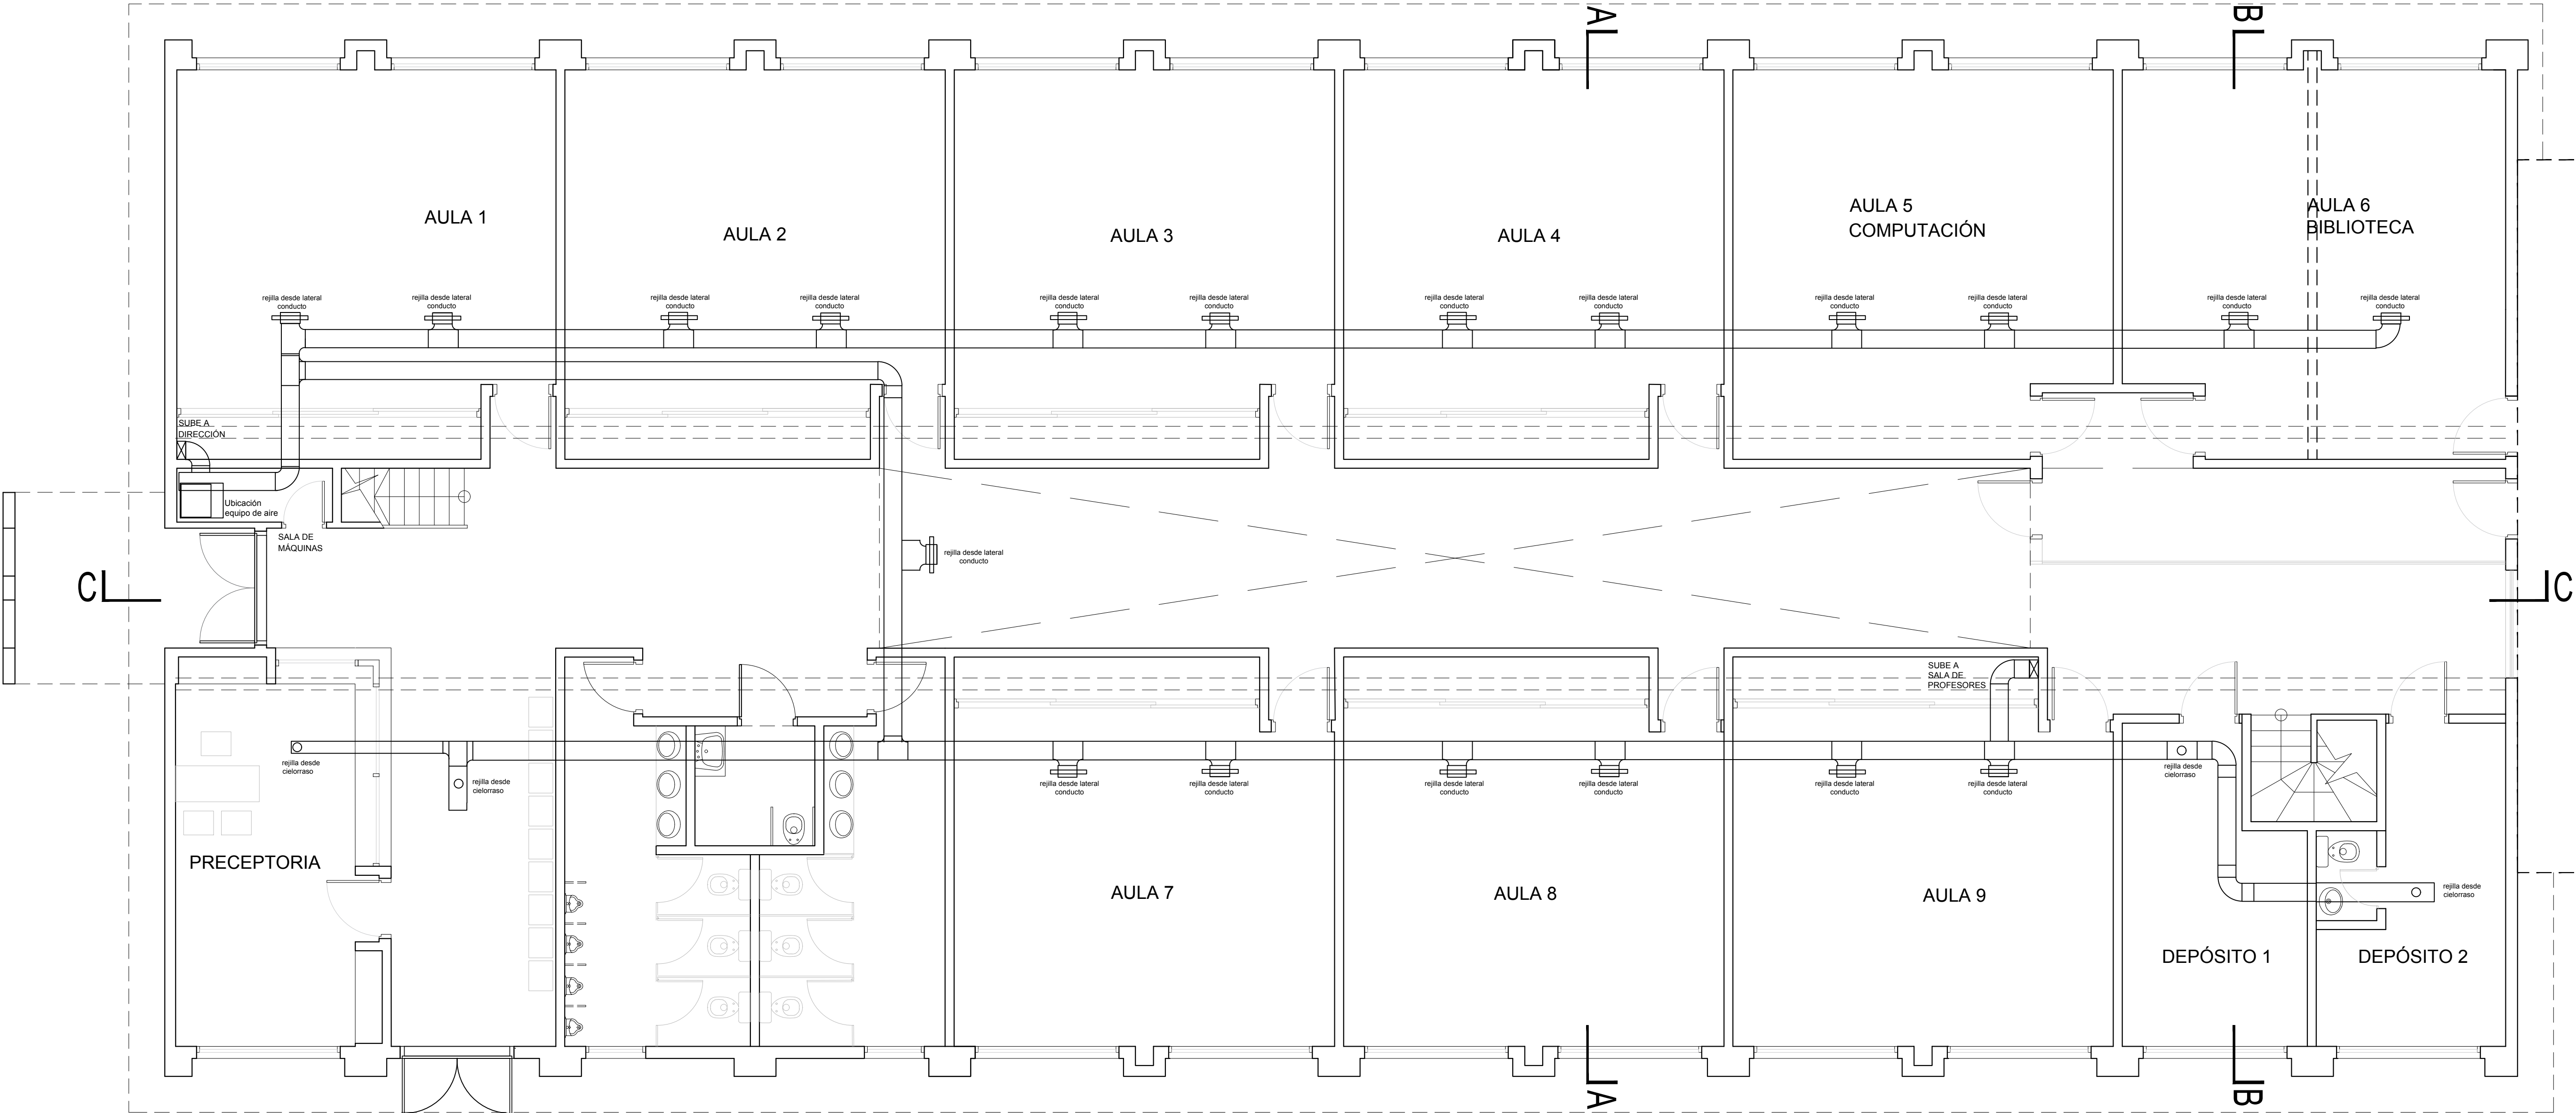 A
B
AULA 1
AULA 2
AULA 3
AULA 4
AULA 5
COMPUTACIÓN
AULA 6
BIBLIOTECA
rejilla desde lateral
conducto
rejilla desde lateral
conducto
rejilla desde lateral
conducto
rejilla desde lateral
conducto
rejilla desde lateral
conducto
rejilla desde lateral
conducto
rejilla desde lateral
conducto
rejilla desde lateral
conducto
rejilla desde lateral
conducto
rejilla desde lateral
conducto
rejilla desde lateral
conducto
rejilla desde lateral
conducto
SUBE A
DIRECCIÓN
Ubicación
equipo de aire
SALA DE
MÁQUINAS
rejilla desde lateral
conducto
C
C
SUBE A
SALA DE
PROFESORES
rejilla desde
cielorraso
rejilla desde
cielorraso
rejilla desde lateral
conducto
rejilla desde lateral
conducto
rejilla desde lateral
conducto
rejilla desde lateral
conducto
rejilla desde lateral
conducto
rejilla desde lateral
conducto
rejilla desde
cielorraso
rejilla desde
cielorraso
PRECEPTORIA
AULA 7
AULA 8
AULA 9
DEPÓSITO 1
DEPÓSITO 2
A
B